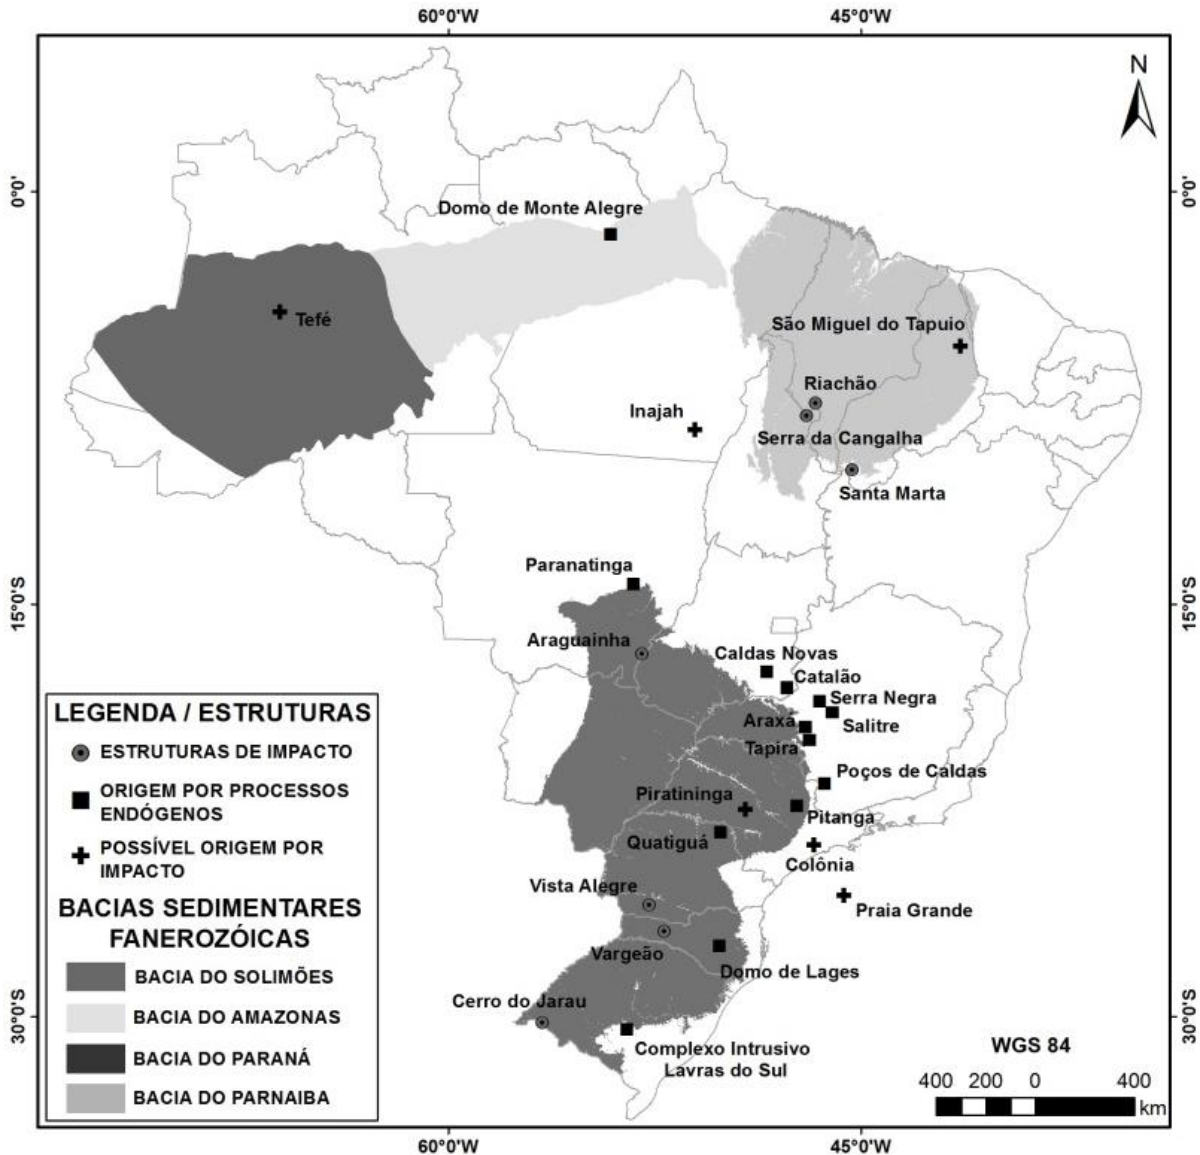 60°0'W
45°0'W
N
0°0'
0°0'
Domo de Monte Alegre
Tefé
São Miguel do Tapuio
Riachão
Inajah
Serra da Cangalha
Santa Marta
Paranatinga
15°0'S
15°0'S
Araguainha
Caldas Novas
Catalão
Serra Negra
Araxá
Salitre
Tapira
Poços de Caldas
Piratininga
Pitanga
Quatiguá
Colônia
Vista Alegre
Praia Grande
Vargeão
Domo de Lages
Cerro do Jarau
30°0'S
30°0'S
Complexo Intrusivo
Lavras do Sul
LEGENDA / ESTRUTURAS
ESTRUTURAS DE IMPACTO
ORIGEM POR PROCESSOS
ENDÓGENOS
POSSÍVEL ORIGEM POR
IMPACTO
BACIAS SEDIMENTARES
FANEROZÓICAS
BACIA DO SOLIMÕES
BACIA DO AMAZONAS
BACIA DO PARANÁ
BACIA DO PARNAIBA
WGS 84
400 200 0 400
km
60°0'W
45°0'W